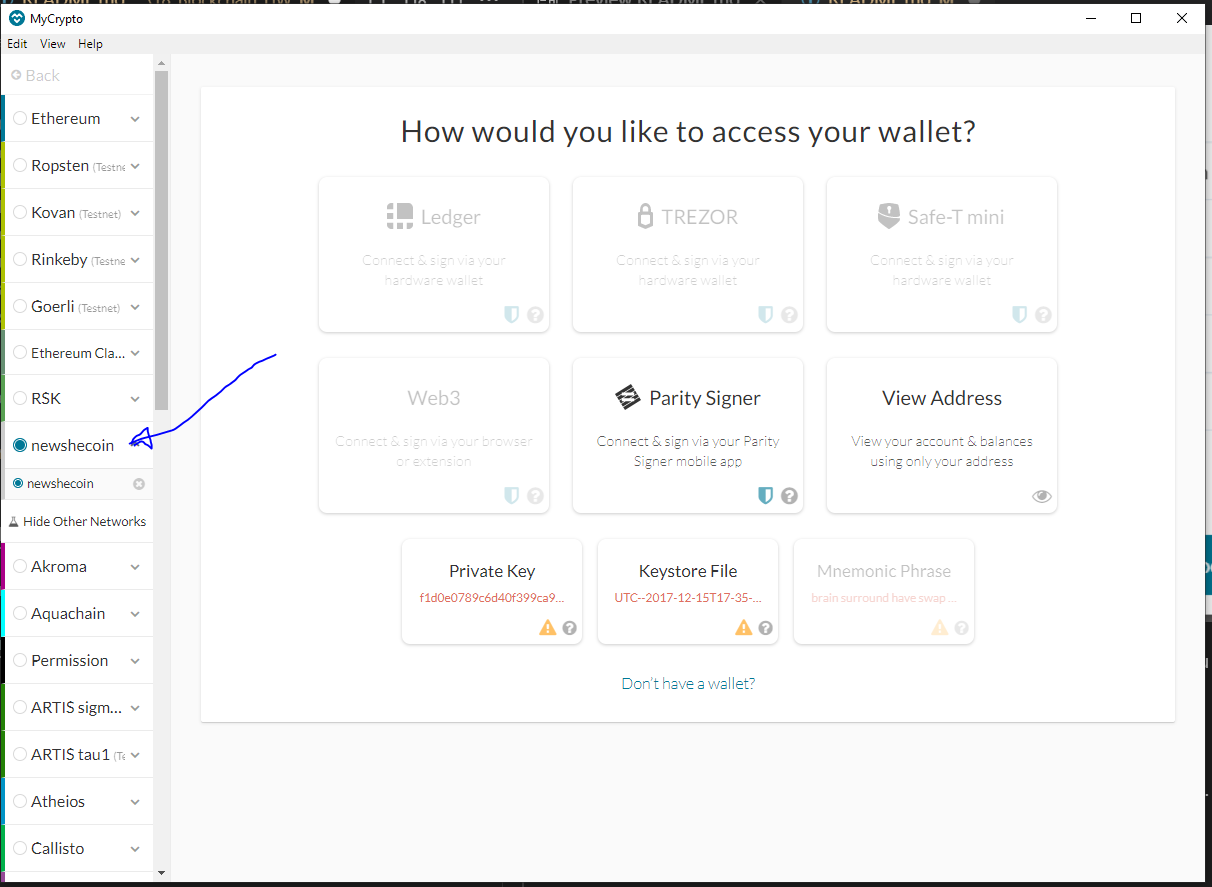 MyCrypto
Edit View Help
Back
Ethereum
Ropsten (Testne
Kovan (Testnet)
Rinkeby (Testne
Goerli (Testnet)
Ethereum Cla...
RSK
newshecoin
newshecoin
Hide Other Networks
Akroma
Aquachain
Permission
ARTIS sigm...
ARTIS tau1 (Te
Atheios
Callisto
How would you like to access your wallet?
Ledger
Connect & sign via your
hardware wallet
TREZOR
Connect & sign via your
hardware wallet
Safe-T mini
Connect & sign via your
hardware wallet
Web3
Connect & sign via your browser
or extension
Parity Signer
Connect & sign via your Parity
Signer mobile app
View Address
View your account & balances
using only your address
Private Key
f1d0e0789c6d40f399ca9...
Keystore File
UTC--2017-12-15T17-35-...
Mnemonic Phrase
brain surround have swap ...
Don't have a wallet?